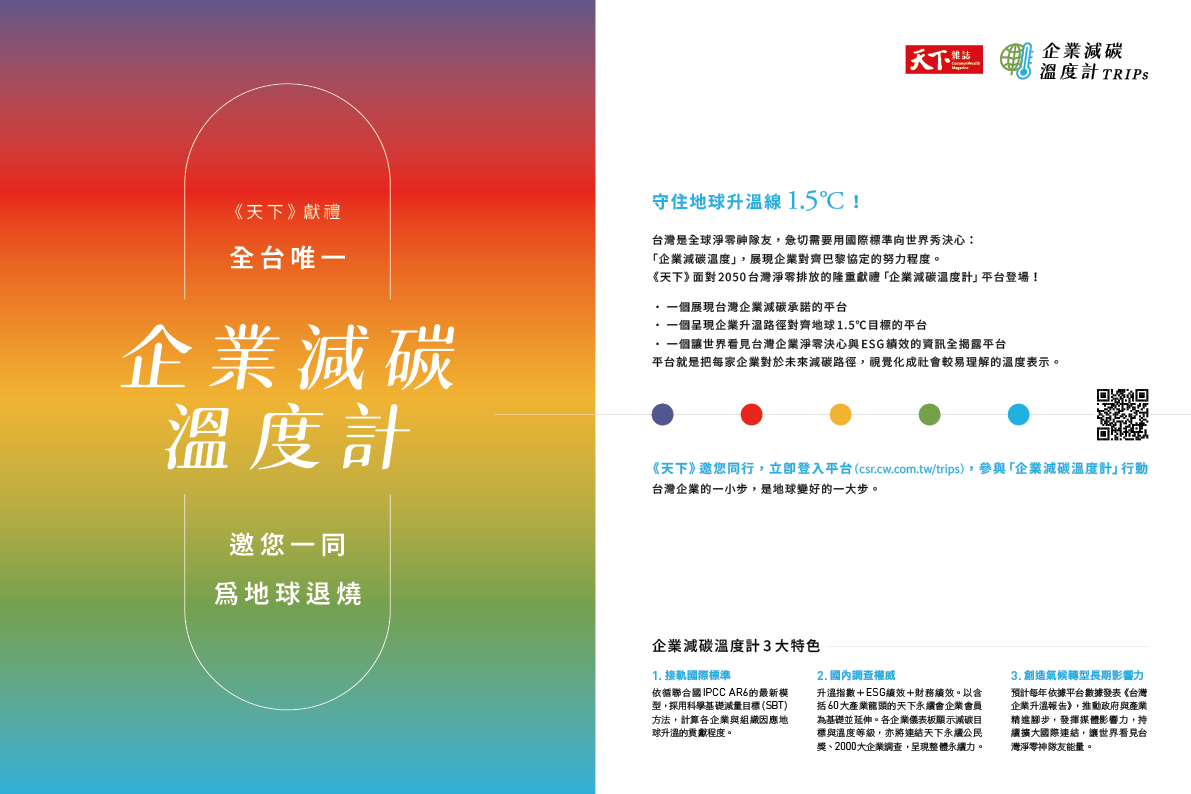 《天下》獻禮
全台唯一
企業減碳
溫度計
邀您一同
爲地球退燒
天下 雜誌
CommonWealth
Magazine
企業減碳
溫度計 TRIPs
守住地球升溫線 1.5℃！
台灣是全球淨零神隊友，急切需要用國際標準向世界秀決心：
「企業減碳溫度」，展現企業對齊巴黎協定的努力程度。
《天下》面對2050台灣淨零排放的隆重獻禮「企業減碳溫度計」平台登場！
・ 一個展現台灣企業減碳承諾的平台
・ 一個呈現企業升溫路徑對齊地球1.5℃目標的平台
・ 一個讓世界看見台灣企業淨零決心與ESG績效的資訊全揭露平台
平台就是把每家企業對於未來減碳路徑，視覺化成社會較易理解的溫度表示。
《天下》邀您同行，立即登入平台(csr.cw.com.tw/trips)，參與「企業減碳溫度計」行動
台灣企業的一小步，是地球變好的一大步。
企業減碳溫度計3大特色
1. 接軌國際標準
依循聯合國IPCC AR6的最新模
型，採用科學基礎減量目標(SBT)
方法，計算各企業與組織因應地
球升溫的貢獻程度。
2. 國內調查權威
升溫指數＋ESG績效＋財務績效。以含
括60大產業龍頭的天下永續會企業會員
為基礎並延伸。各企業儀表板顯示減碳目
標與溫度等級，亦將連結天下永續公民
獎、2000大企業調查，呈現整體永續力。
3. 創造氣候轉型長期影響力
預計每年依據平台數據發表《台灣
企業升溫報告》，推動政府與產業
精進腳步，發揮媒體影響力，持
續擴大國際連結，讓世界看見台
灣淨零神隊友能量。